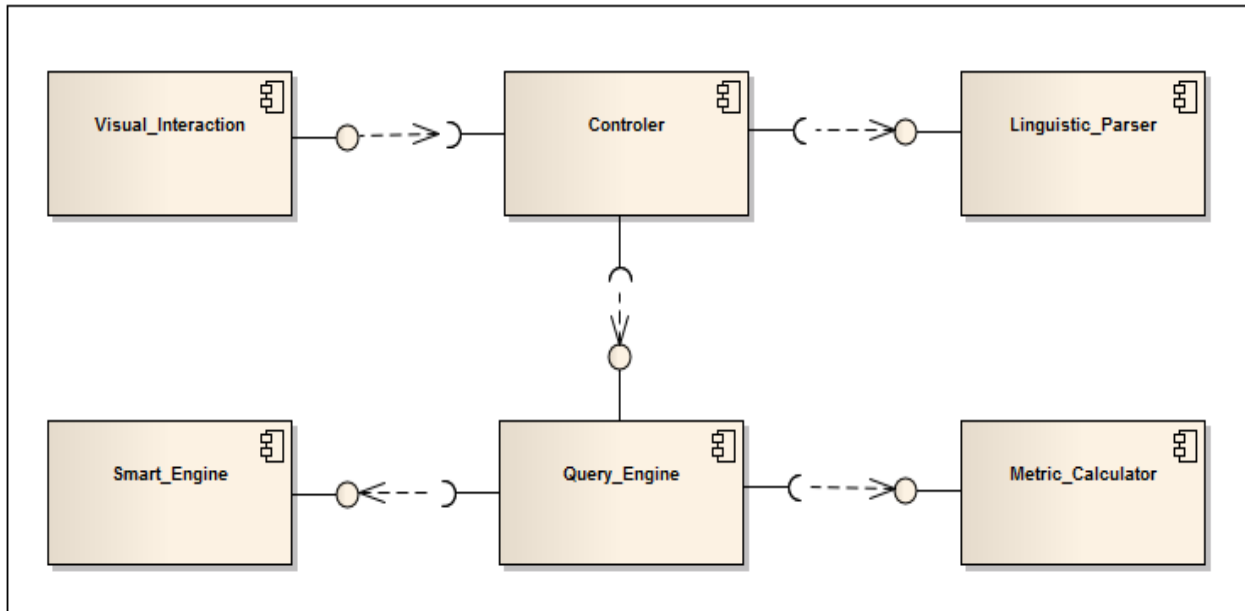 Visual_Interaction
Controler
Linguistic_Parser
Smart_Engine
Query_Engine
Metric_Calculator